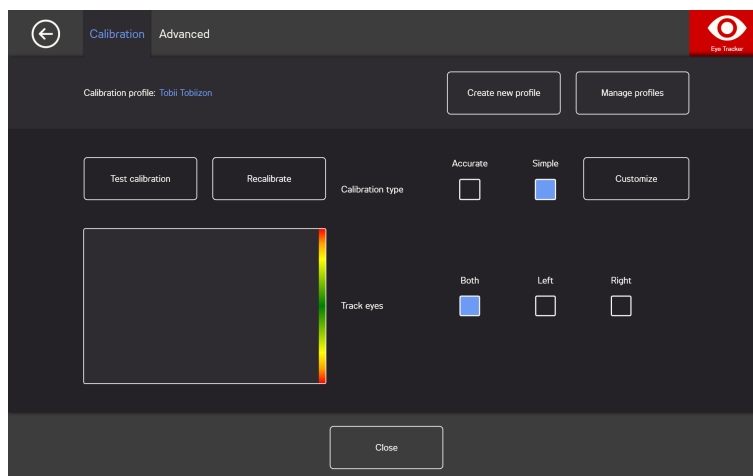 Calibration Advanced
Eye Tracker
Calibration profile: Tobii Tobiizon
Create new profile
Manage profiles
Test calibration
Recalibrate
Calibration type
Accurate
Simple
Customize
Track eyes
Both
Left
Right
Close